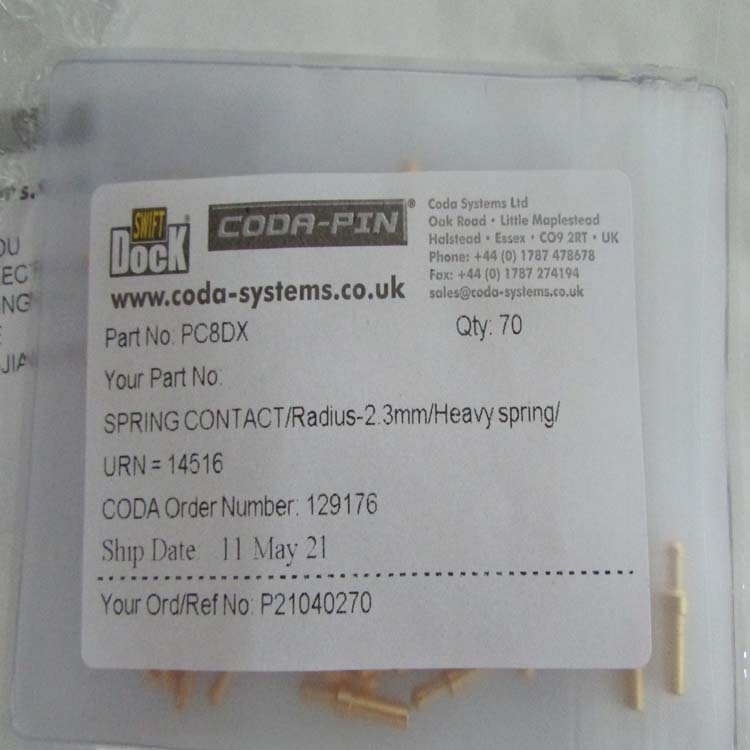 SWIFT
DOCK ®
CODA-PIN ®
www.coda-systems.co.uk
Coda Systems Ltd
Oak Road • Little Maplestead
Halstead • Essex • CO9 2RT • UK
Phone: +44 (0) 1787 478678
Fax: +44 (0) 1787 274194
sales@coda-systems.co.uk
Part No: PC8DX
Qty: 70
Your Part No:
SPRING CONTACT/Radius-2.3mm/Heavy spring/
URN = 14516
CODA Order Number: 129176
Ship Date: 11 May 21
Your Ord/Ref No: P21040270